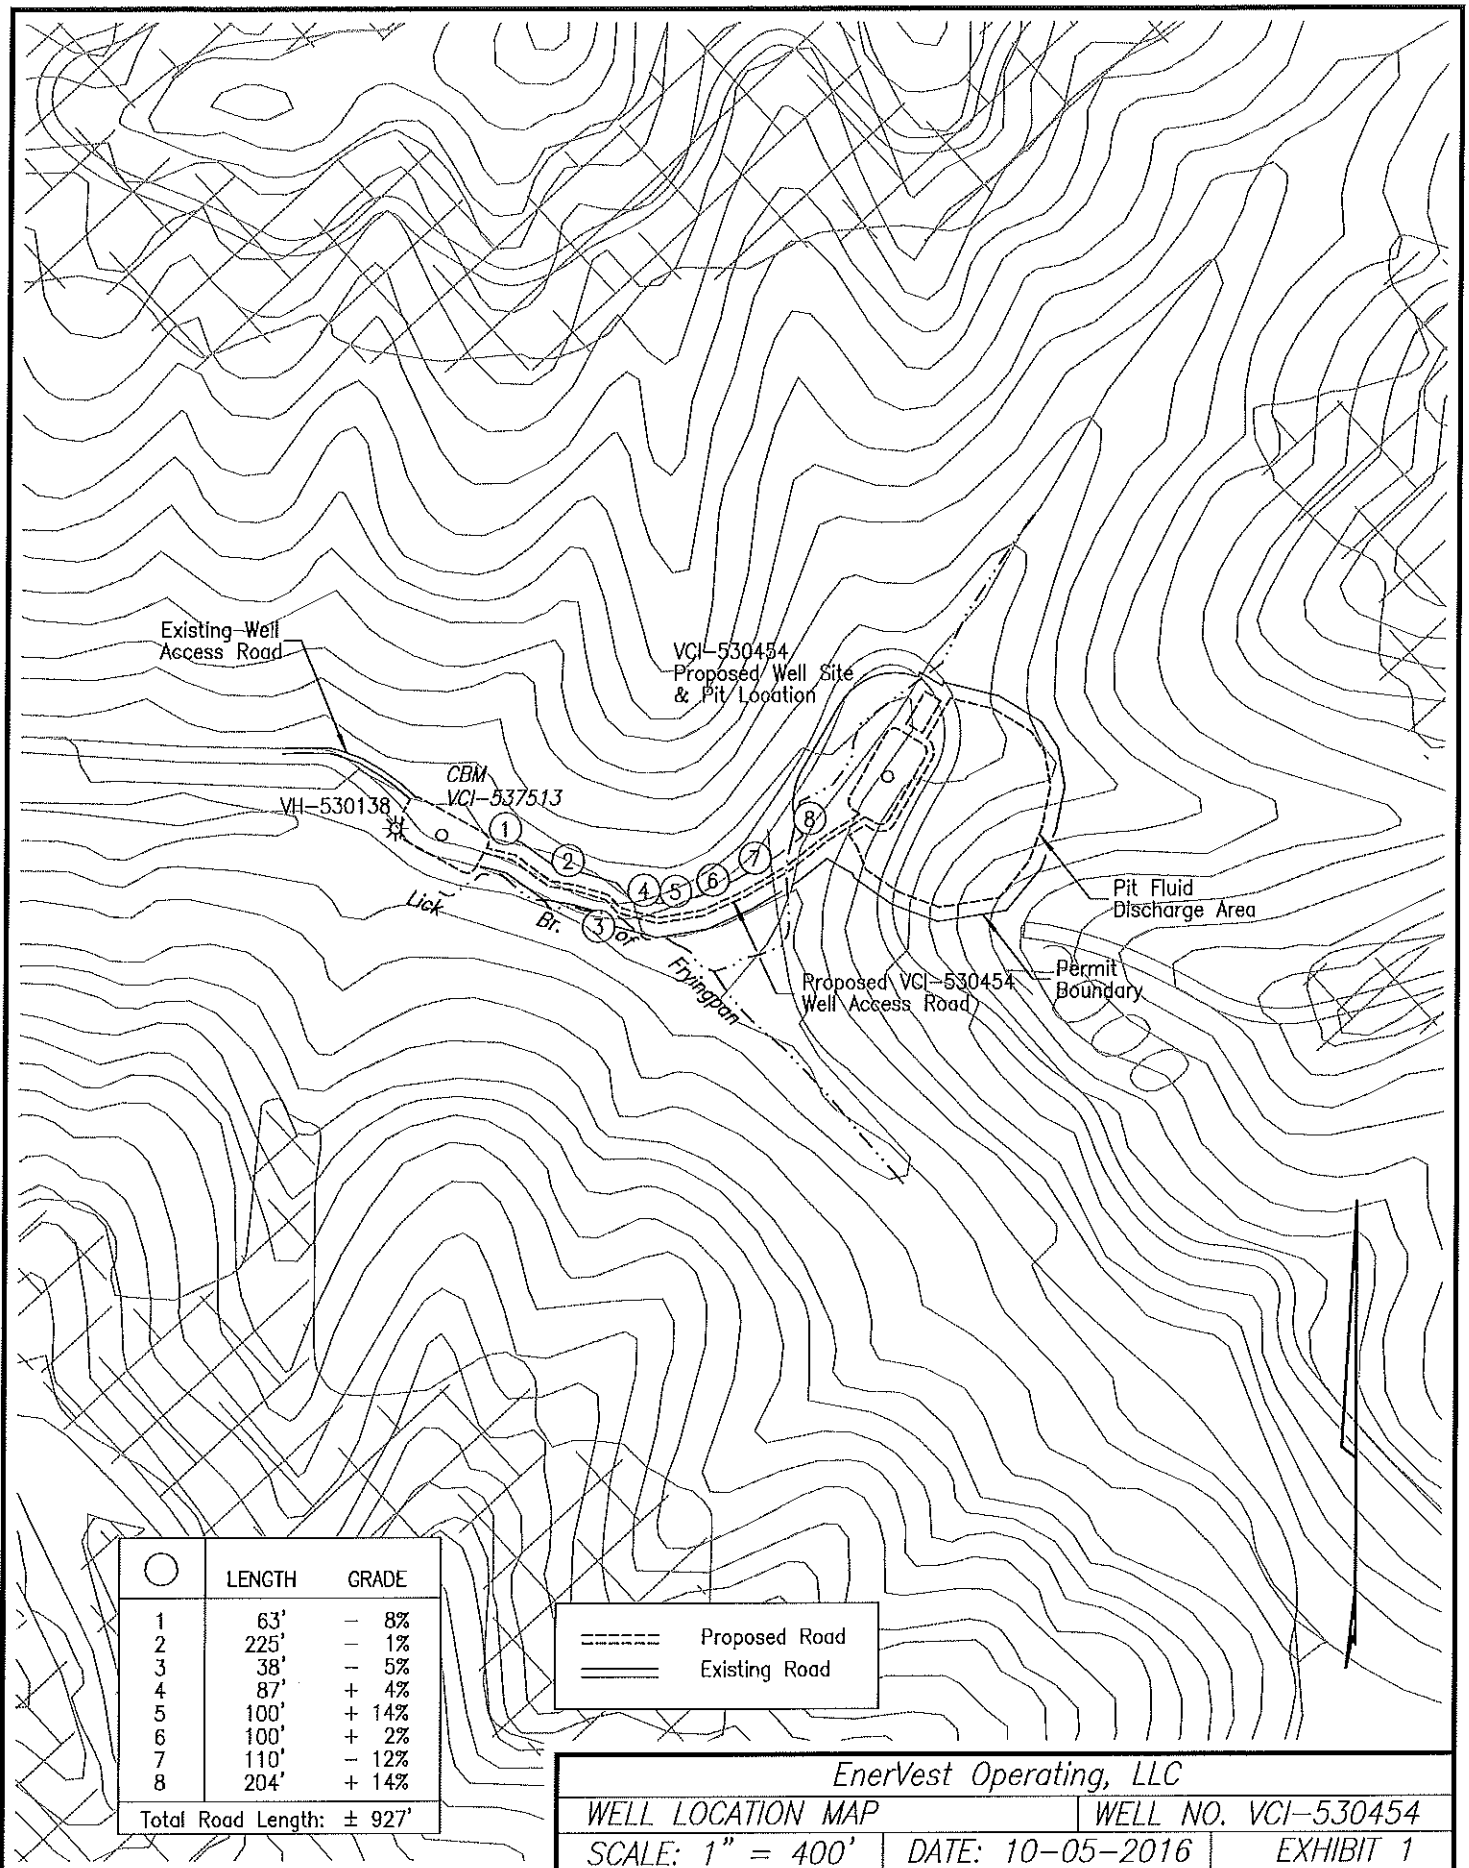 Existing Well
Access Road
VCI-530454
Proposed Well Site
& Pit Location
CBM
VCI-537513
VH-530138
1
2
3
4
5
6
7
8
Lick
Br.
of
Fryingpan
Pit Fluid
Discharge Area
Permit
Boundary
Proposed VCI-530454
Well Access Road
LENGTH GRADE
1 63' - 8%
2 225' - 1%
3 38' - 5%
4 87' + 4%
5 100' + 14%
6 100' + 2%
7 110' - 12%
8 204' + 14%
Total Road Length: ± 927'
Proposed Road
Existing Road
EnerVest Operating, LLC
WELL LOCATION MAP WELL NO. VCI-530454
SCALE: 1" = 400' DATE: 10-05-2016 EXHIBIT 1